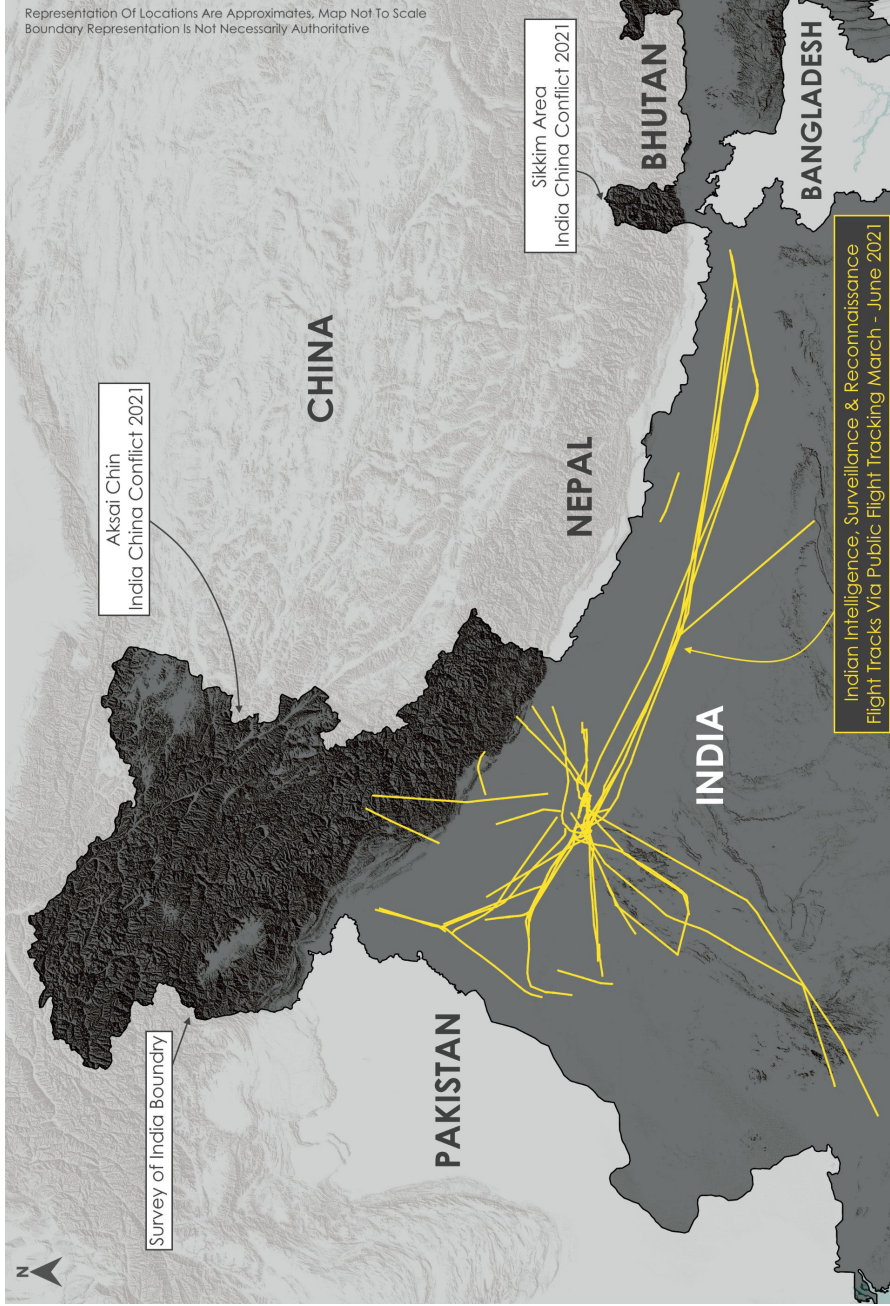 Representation Of Locations Are Approximates, Map Not To Scale
Boundary Representation Is Not Necessarily Authoritative
N
Survey of India Boundry
Aksai Chin
India China Conflict 2021
Sikkim Area
India China Conflict 2021
CHINA
NEPAL
BHUTAN
BANGLADESH
PAKISTAN
INDIA
Indian Intelligence, Surveillance & Reconnaissance
Flight Tracks Via Public Flight Tracking March - June 2021